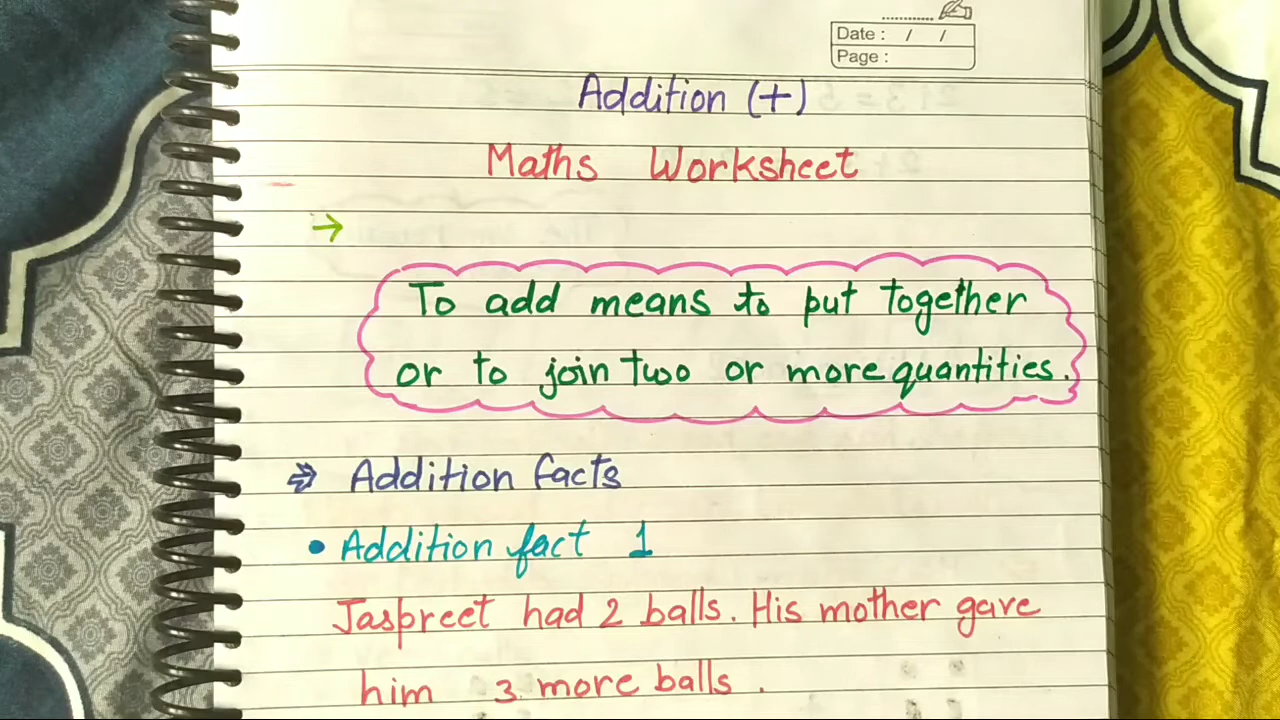 Date : / /
Page :
Addition (+)
Maths Worksheet
→
To add means to put together
or to join two or more quantities.
⇒ Addition facts
• Addition fact 1
Jaspreet had 2 balls. His mother gave
him 3 more balls .